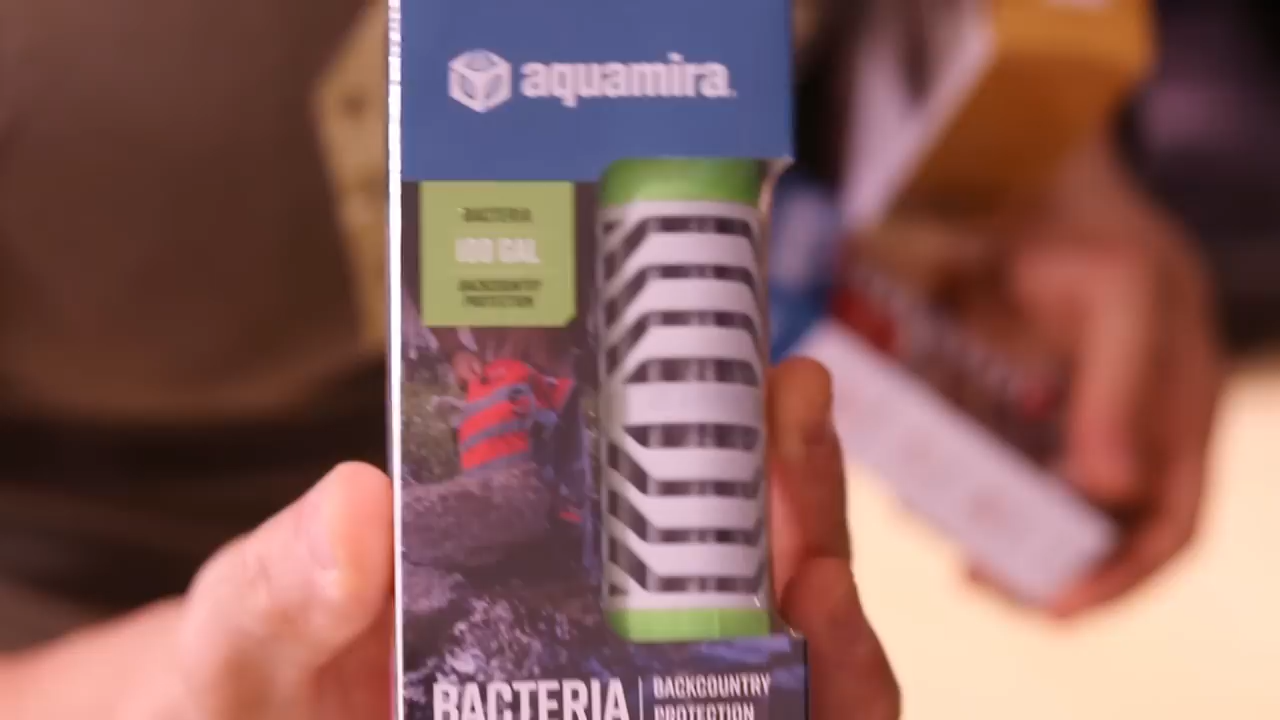 aquamira.
BACTERIA
100 GAL
BACKCOUNTRY
PROTECTION
BACTERIA
BACKCOUNTRY
PROTECTION